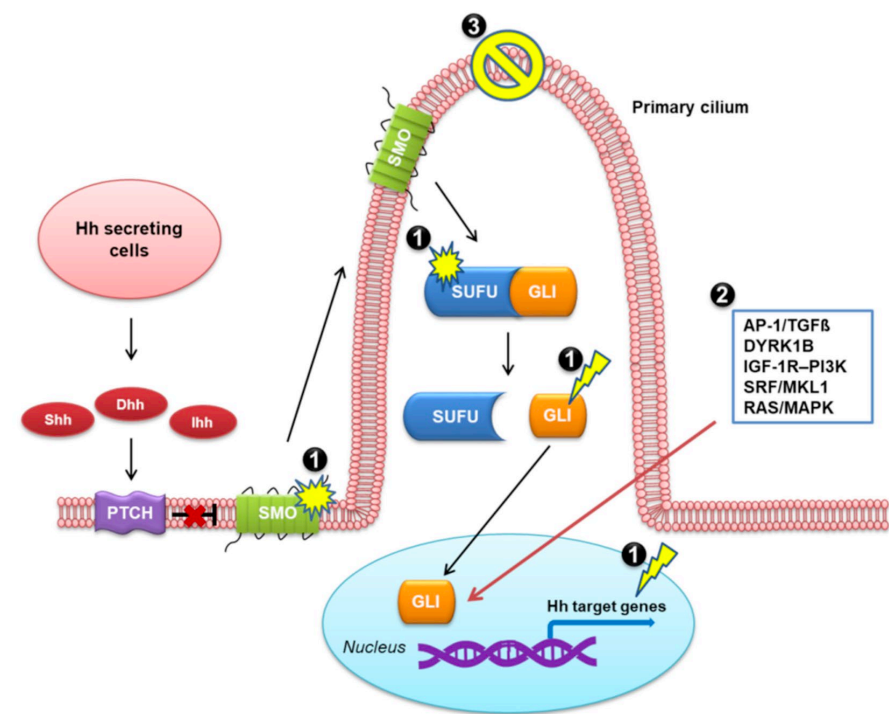 3
Primary cilium
SMO
Hh secreting
cells
1
SUFU GLI
2
AP-1/TGFß
DYRK1B
IGF-1R–PI3K
SRF/MKL1
RAS/MAPK
Shh
Dhh
Ihh
1
SUFU
GLI
1
PTCH
SMO
1
Hh target genes
GLI
Nucleus